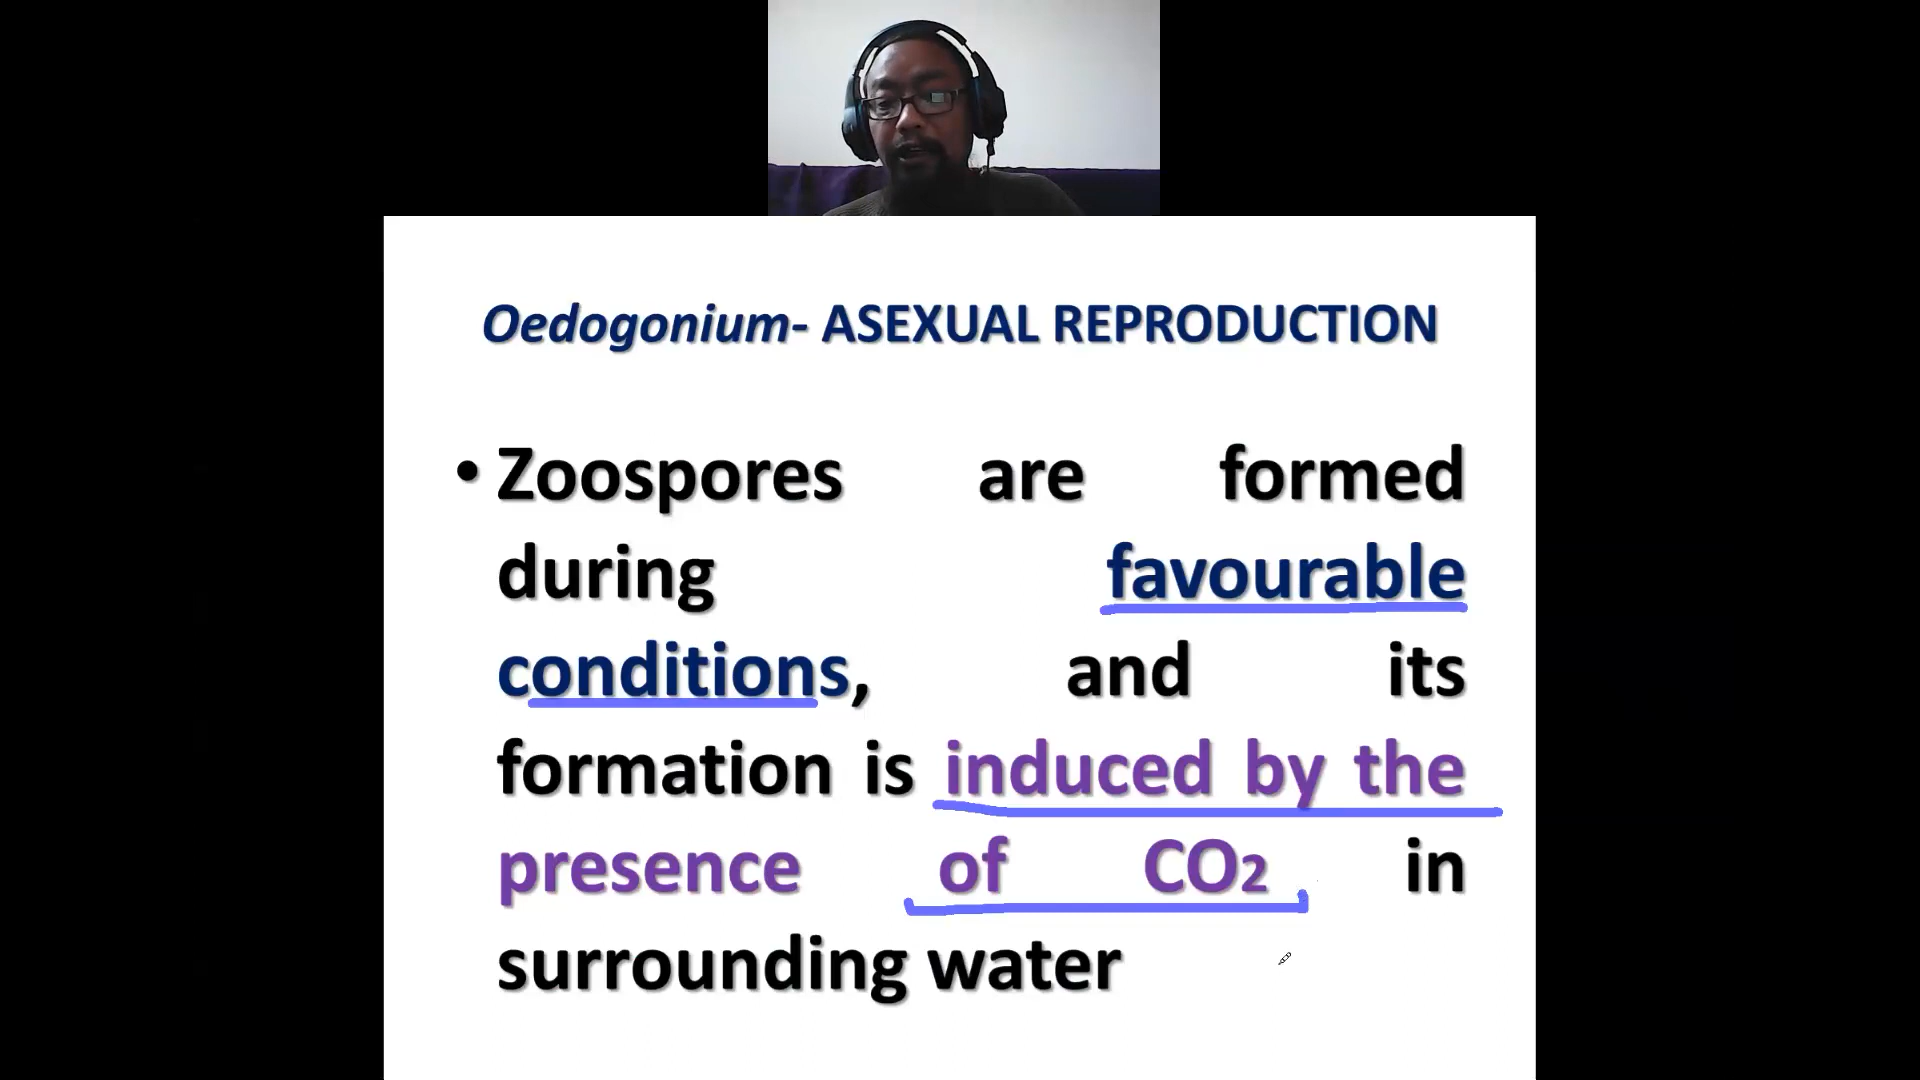 Oedogonium- ASEXUAL REPRODUCTION
• Zoospores are formed
during favourable
conditions, and its
formation is induced by the
presence of CO2 in
surrounding water